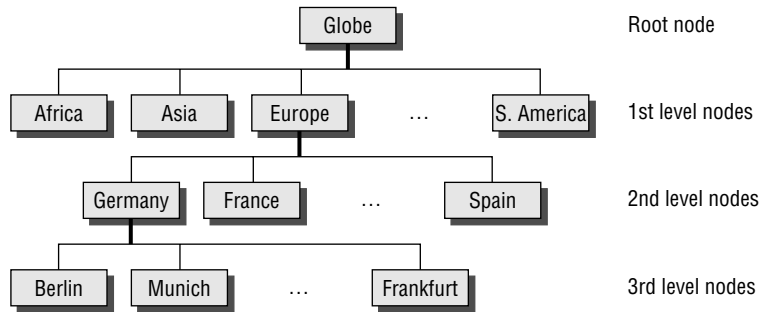 Globe Root node
Africa Asia Europe ... S. America 1st level nodes
Germany France ... Spain 2nd level nodes
Berlin Munich ... Frankfurt 3rd level nodes